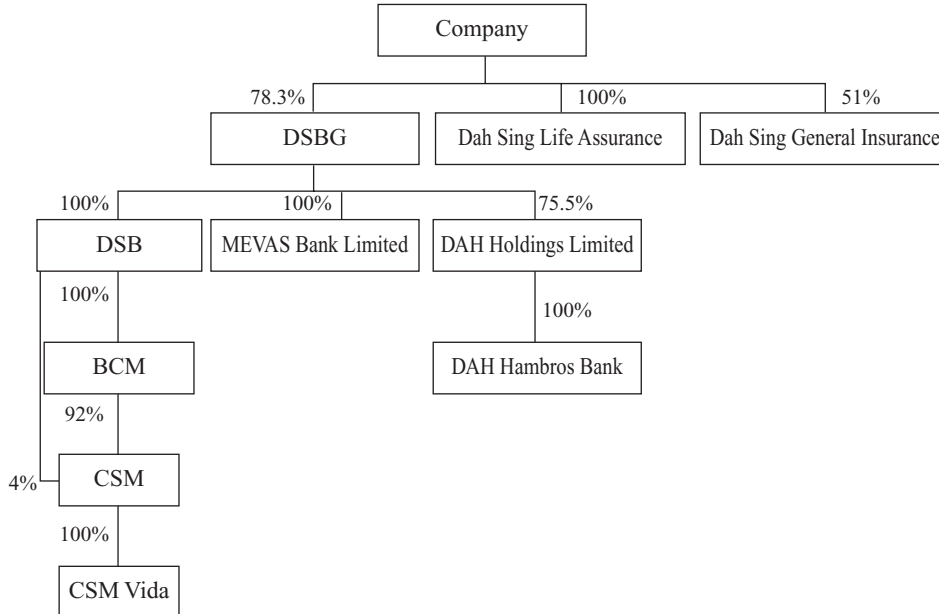 Company
78.3%
100%
51%
DSBG
Dah Sing Life Assurance
Dah Sing General Insurance
100%
100%
75.5%
DSB
MEVAS Bank Limited
DAH Holdings Limited
100%
100%
BCM
DAH Hambros Bank
92%
4%
CSM
100%
CSM Vida